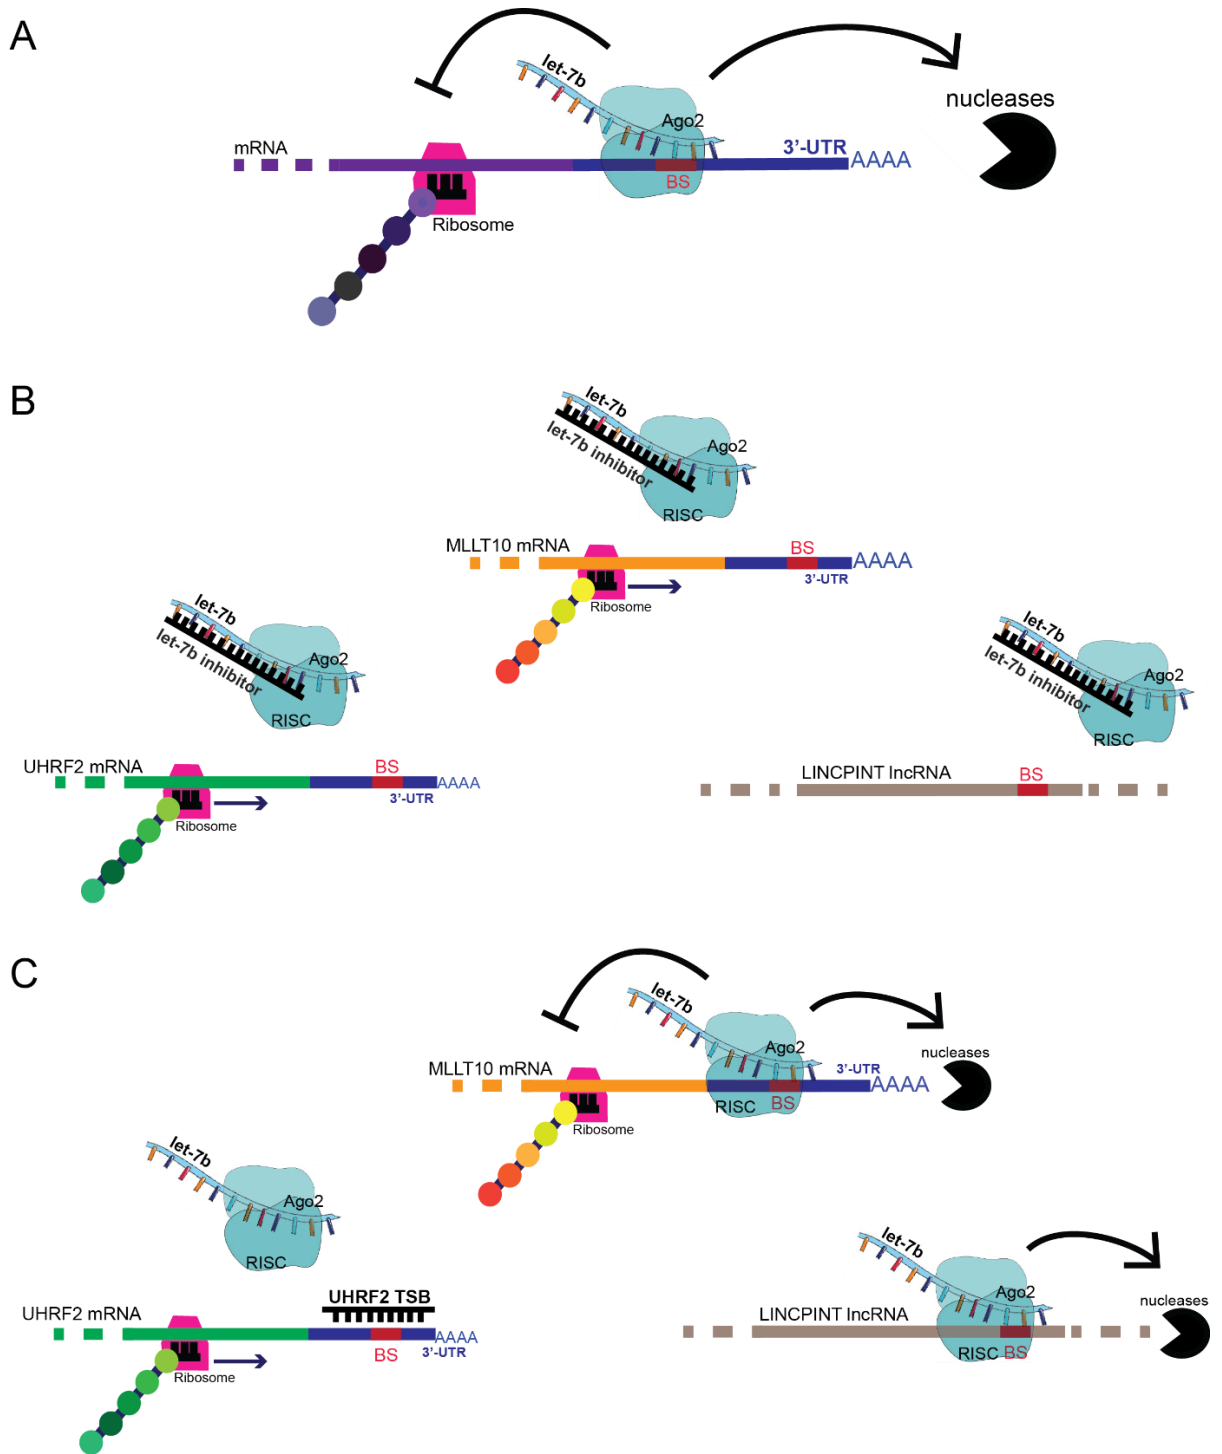 A
let-7b
nucleases
Ago2
mRNA
3'-UTR
AAAA
BS
Ribosome
B
let-7b
Ago2
let-7b inhibitor
RISC
MLLT10 mRNA
BS
AAAA
3'-UTR
Ribosome
let-7b
Ago2
let-7b inhibitor
RISC
UHRF2 mRNA
BS
AAAA
3'-UTR
Ribosome
let-7b
Ago2
let-7b inhibitor
RISC
LINCPINT lncRNA
BS
C
let-7b
Ago2
nucleases
MLLT10 mRNA
3'-UTR
AAAA
RISC
BS
Ribosome
let-7b
Ago2
RISC
UHRF2 TSB
UHRF2 mRNA
AAAA
BS
3'-UTR
Ribosome
let-7b
Ago2
nucleases
LINCPINT lncRNA
RISC
BS